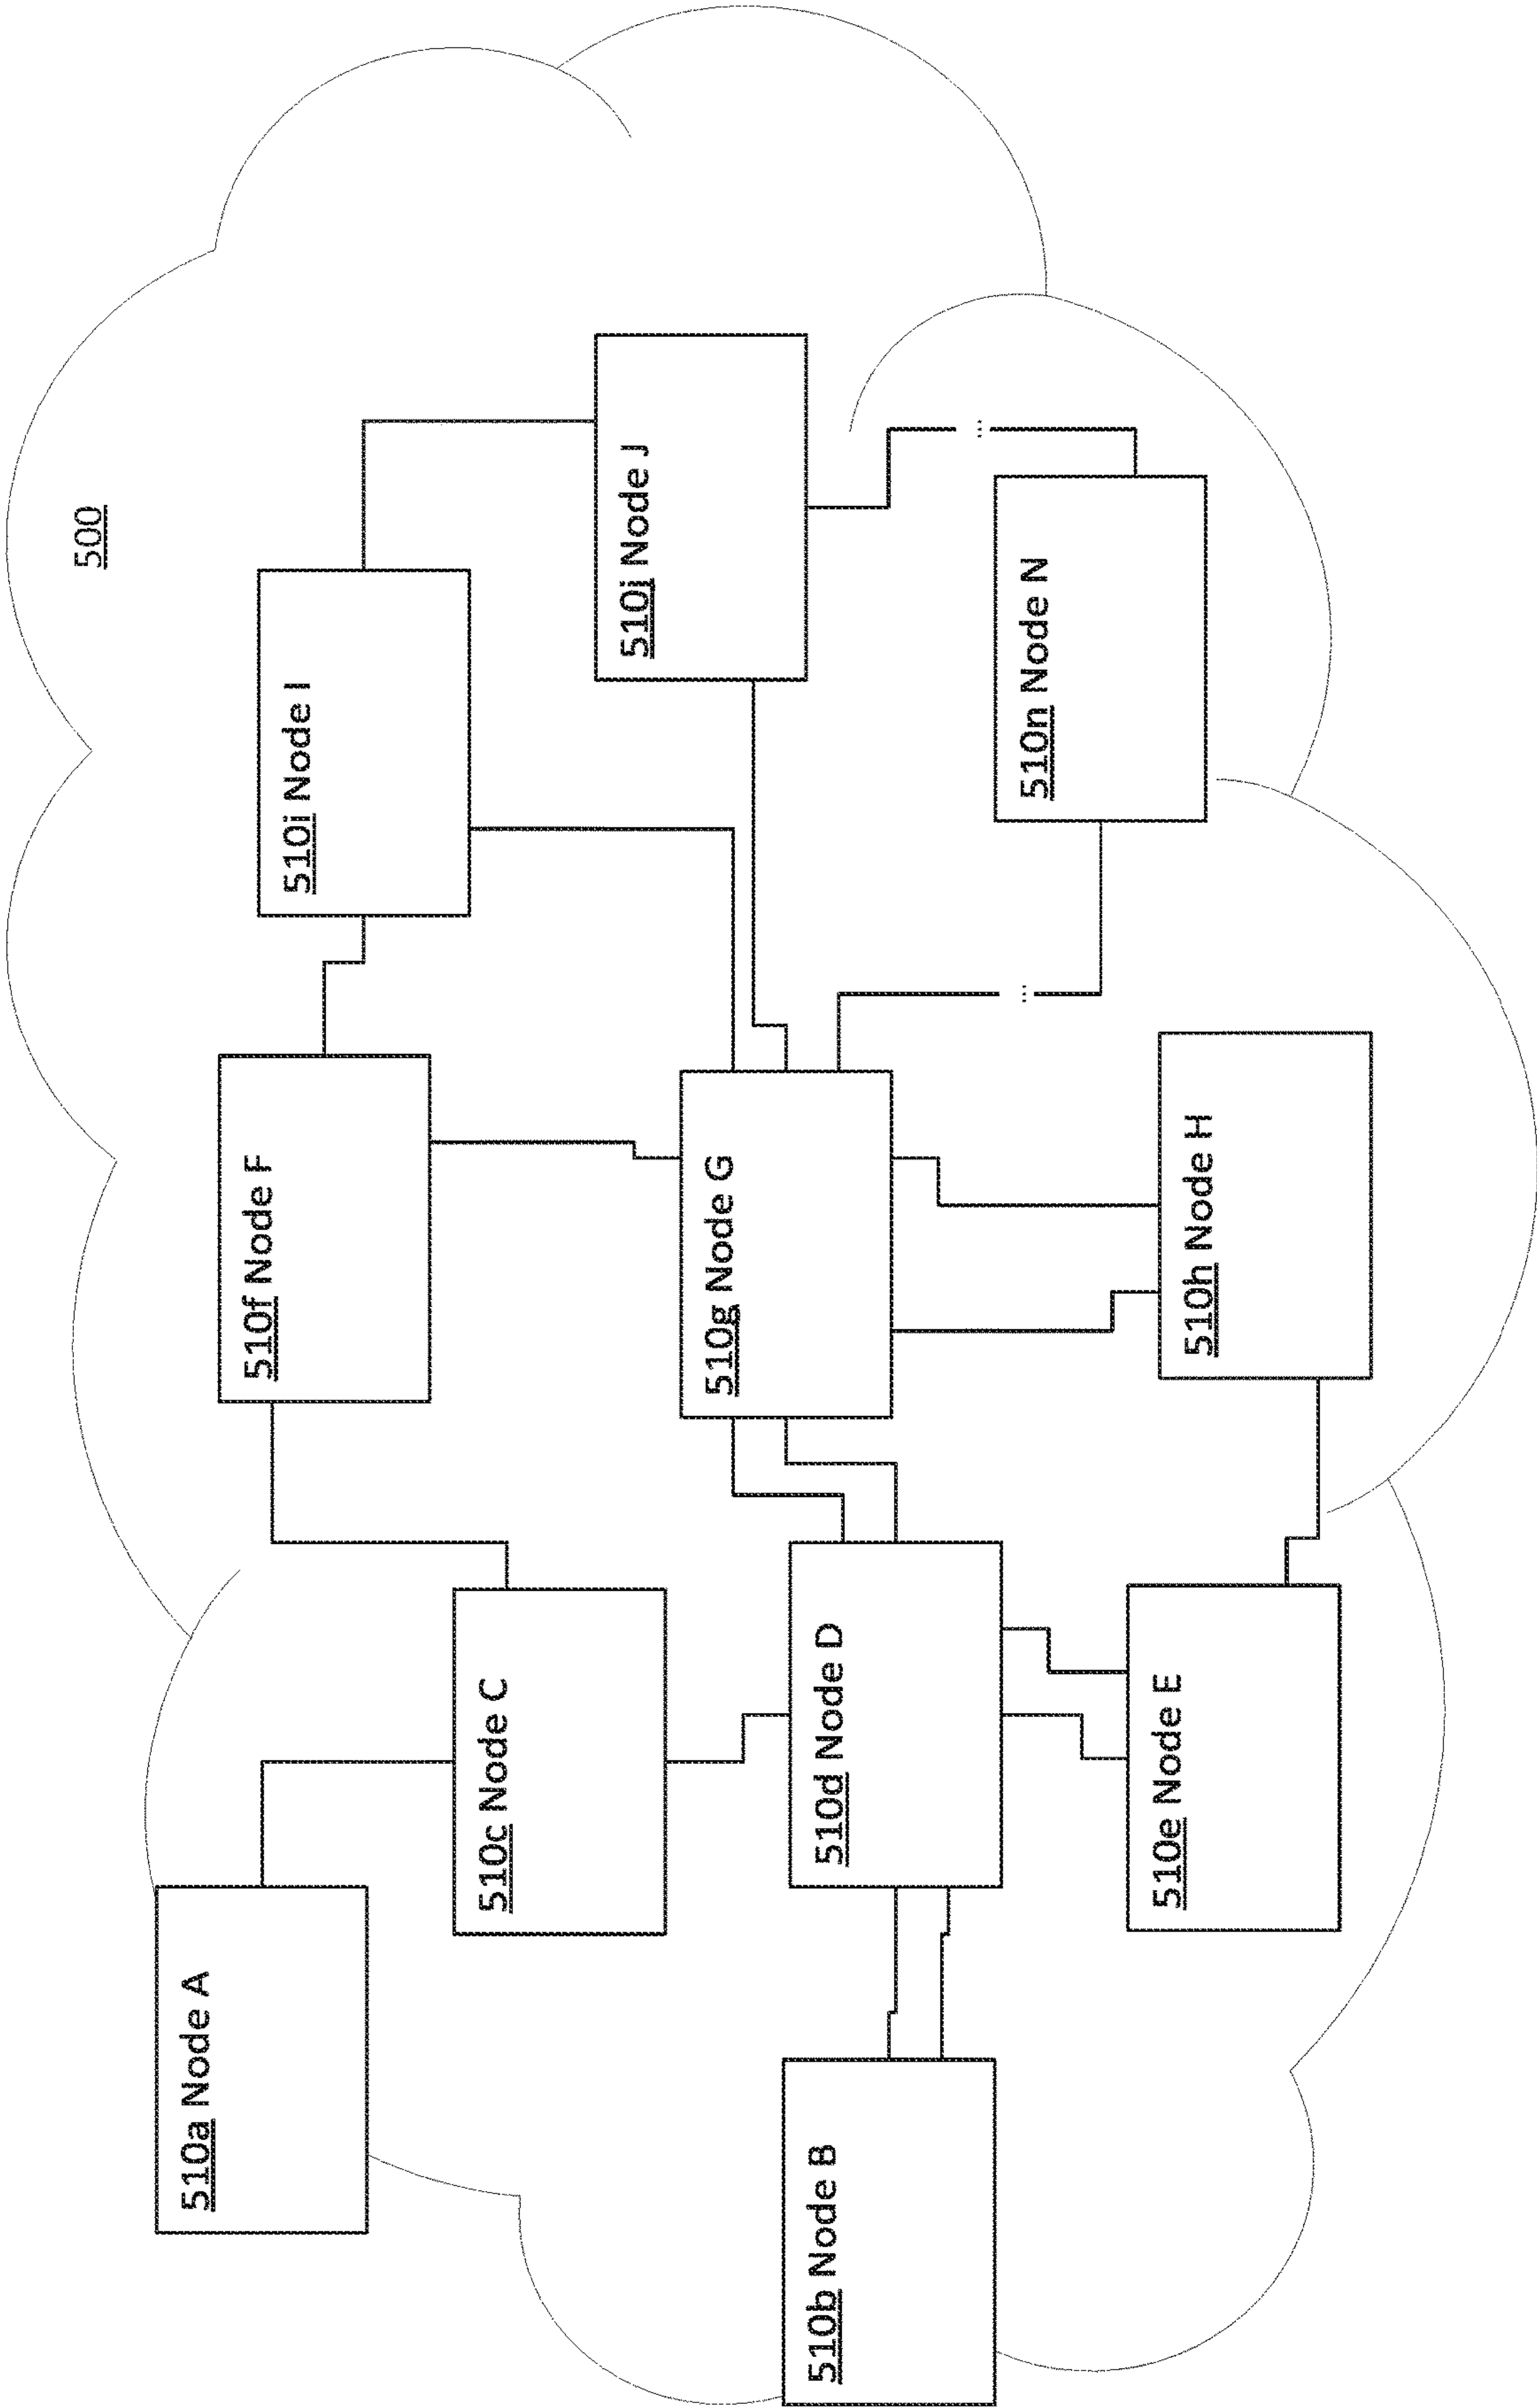 500
510a Node A
510f Node F
510i Node I
510c Node C
510j Node J
510g Node G
510b Node B
510d Node D
510n Node N
...
...
510e Node E
510h Node H